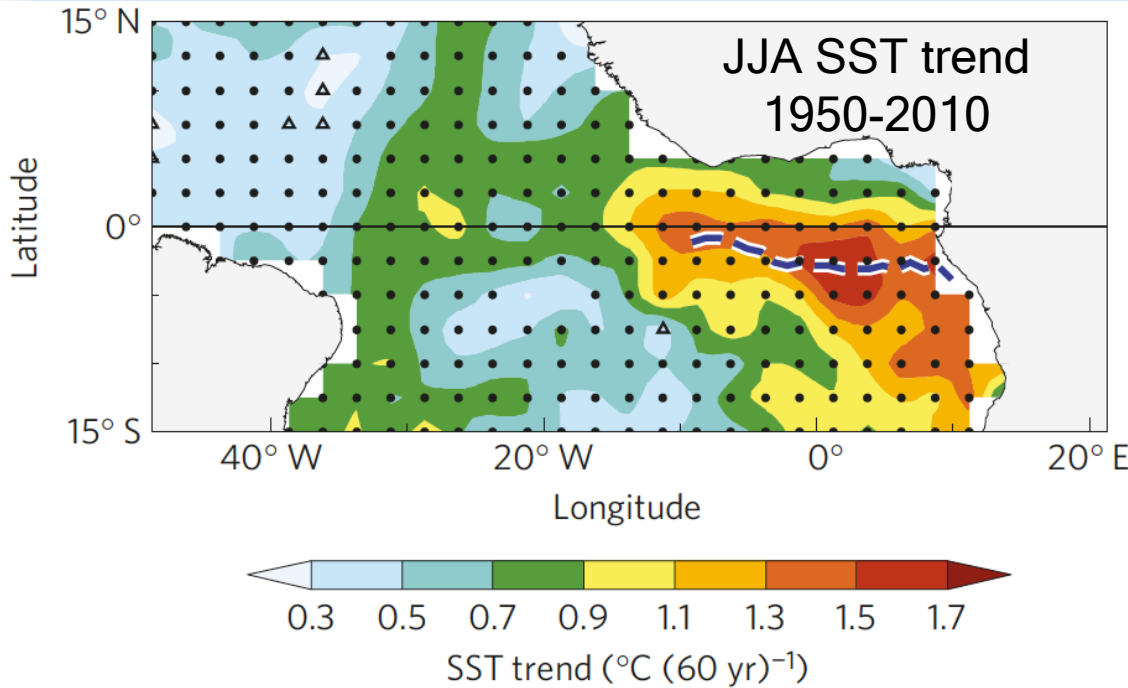 15° N
JJA SST trend
1950-2010
Latitude
0°
15° S
40° W 20° W 0° 20° E
Longitude
0.3 0.5 0.7 0.9 1.1 1.3 1.5 1.7
SST trend (°C (60 yr)⁻¹)